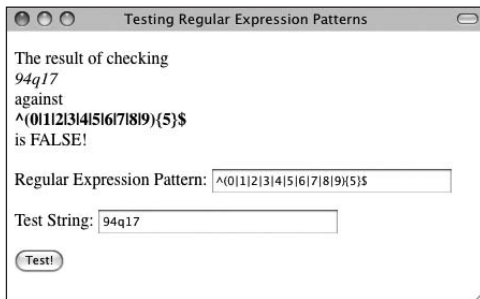 Testing Regular Expression Patterns
The result of checking
94q17
against
^(0|1|2|3|4|5|6|7|8|9){5}$
is FALSE!
Regular Expression Pattern: ^(0|1|2|3|4|5|6|7|8|9){5}$
Test String: 94q17
Test!